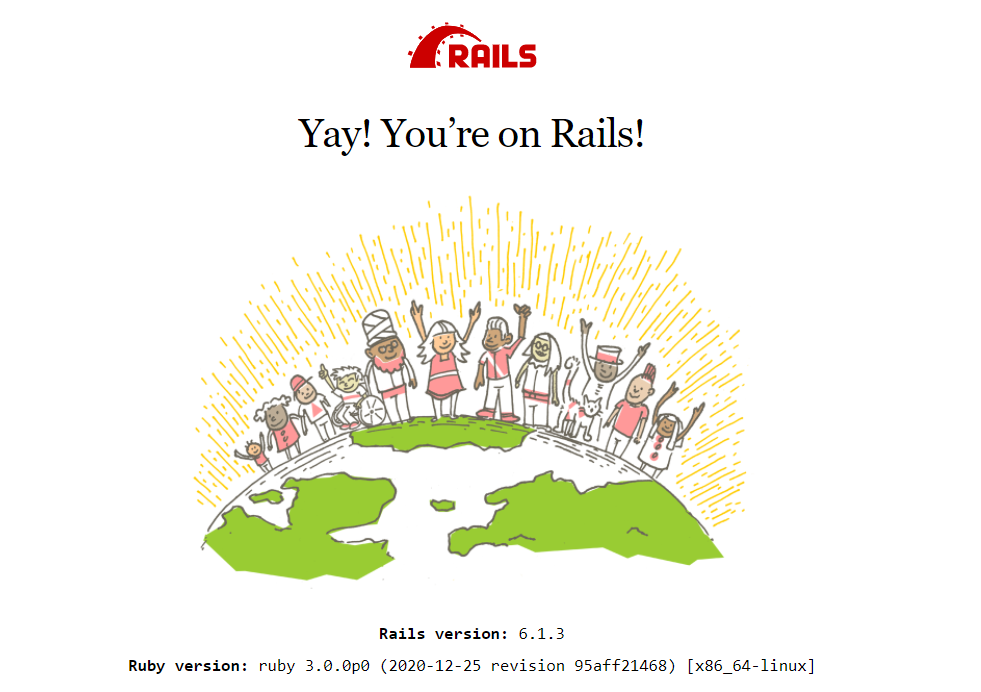 RAILS
Yay! You’re on Rails!
Rails version: 6.1.3
Ruby version: ruby 3.0.0p0 (2020-12-25 revision 95aff21468) [x86_64-linux]